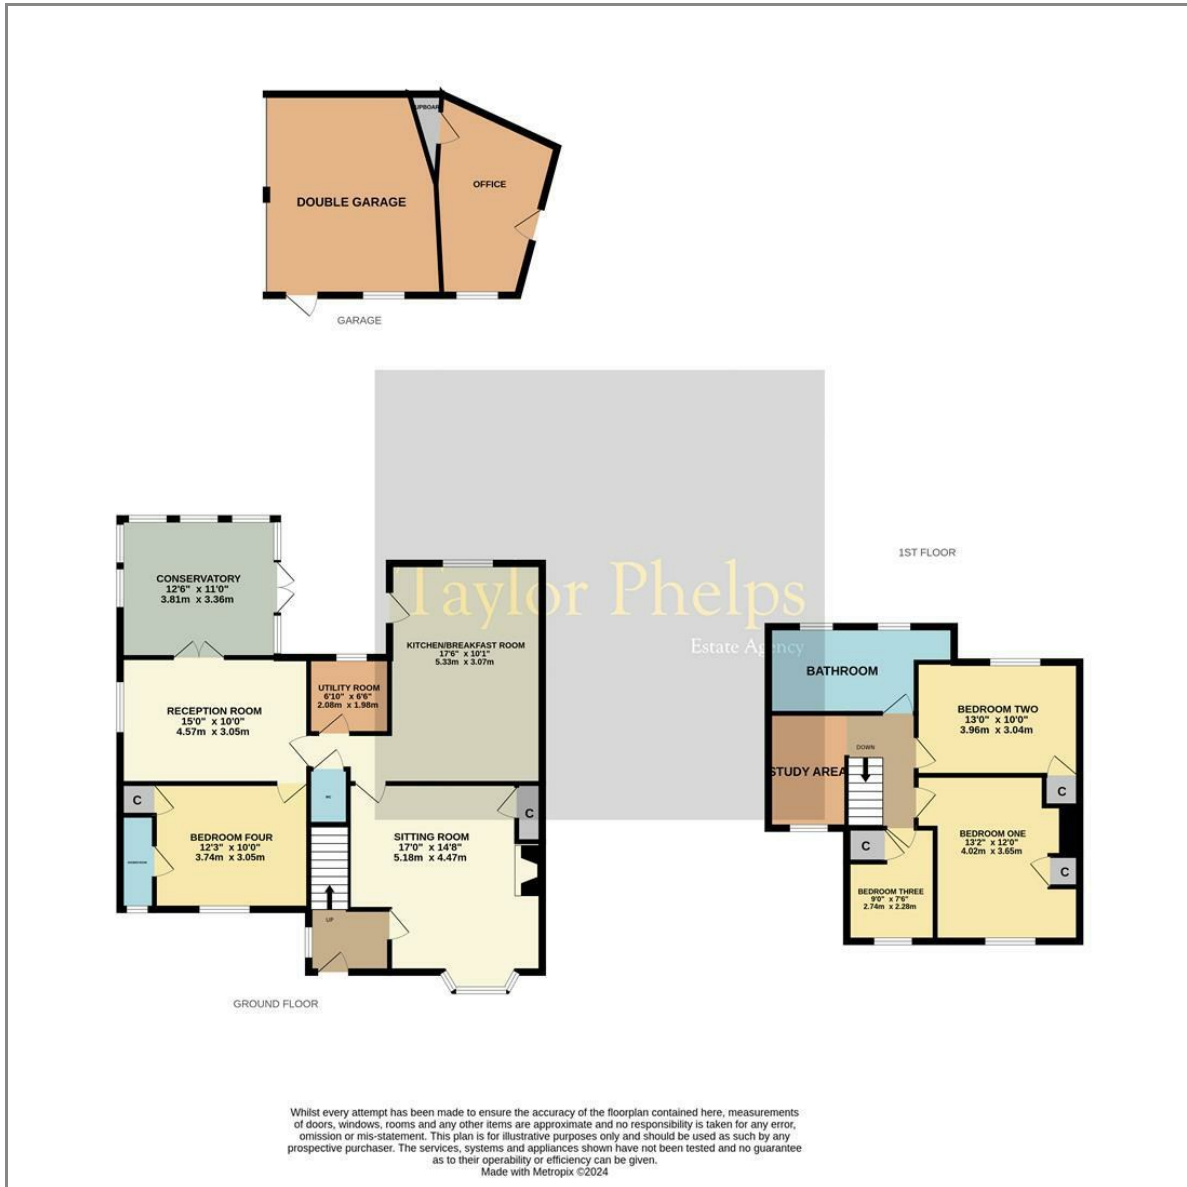 CUPBOARD
OFFICE
DOUBLE GARAGE
GARAGE
1ST FLOOR
Taylor Phelps
Estate Agency
CONSERVATORY
12'6" x 11'0"
3.81m x 3.36m
KITCHEN/BREAKFAST ROOM
17'6" x 10'1"
5.33m x 3.07m
UTILITY ROOM
6'10" x 6'6"
2.08m x 1.98m
RECEPTION ROOM
15'0" x 10'0"
4.57m x 3.05m
C
BEDROOM FOUR
12'3" x 10'0"
3.74m x 3.05m
SITTING ROOM
17'0" x 14'8"
5.18m x 4.47m
C
UP
GROUND FLOOR
BATHROOM
BEDROOM TWO
13'0" x 10'0"
3.96m x 3.04m
DOWN
STUDY AREA
C
BEDROOM ONE
13'2" x 12'0"
4.02m x 3.65m
C
C
BEDROOM THREE
9'0" x 7'6"
2.74m x 2.28m
Whilst every attempt has been made to ensure the accuracy of the floorplan contained here, measurements
of doors, windows, rooms and any other items are approximate and no responsibility is taken for any error,
omission or mis-statement. This plan is for illustrative purposes only and should be used as such by any
prospective purchaser. The services, systems and appliances shown have not been tested and no guarantee
as to their operability or efficiency can be given.
Made with Metropix ©2024